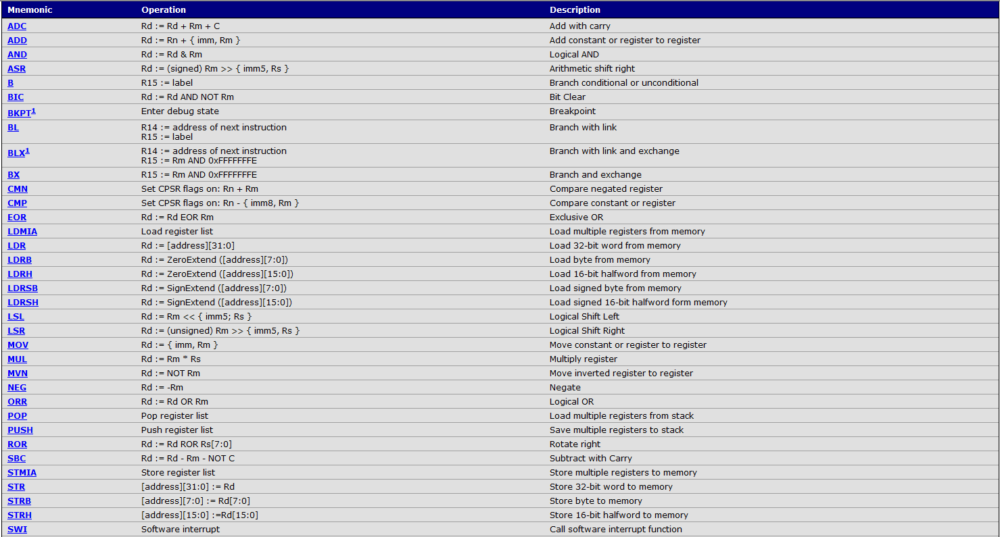 Mnemonic Operation Description
ADC Rd := Rd + Rm + C Add with carry
ADD Rd := Rn + { imm, Rm } Add constant or register to register
AND Rd := Rd & Rm Logical AND
ASR Rd := (signed) Rm >> { imm5, Rs } Arithmetic shift right
B R15 := label Branch conditional or unconditional
BIC Rd := Rd AND NOT Rm Bit Clear
BKPT1 Enter debug state Breakpoint
BL R14 := address of next instruction Branch with link
R15 := label
BLX1 R14 := address of next instruction Branch with link and exchange
R15 := Rm AND 0xFFFFFFFE
BX R15 := Rm AND 0xFFFFFFFE Branch and exchange
CMN Set CPSR flags on: Rn + Rm Compare negated register
CMP Set CPSR flags on: Rn - { imm8, Rm } Compare constant or register
EOR Rd := Rd EOR Rm Exclusive OR
LDMIA Load register list Load multiple registers from memory
LDR Rd := [address][31:0] Load 32-bit word from memory
LDRB Rd := ZeroExtend ([address][7:0]) Load byte from memory
LDRH Rd := ZeroExtend ([address][15:0]) Load 16-bit halfword from memory
LDRSB Rd := SignExtend ([address][7:0]) Load signed byte from memory
LDRSH Rd := SignExtend ([address][15:0]) Load signed 16-bit halfword form memory
LSL Rd := Rm << { imm5; Rs } Logical Shift Left
LSR Rd := (unsigned) Rm >> { imm5, Rs } Logical Shift Right
MOV Rd := { imm, Rm } Move constant or register to register
MUL Rd := Rm * Rs Multiply register
MVN Rd := NOT Rm Move inverted register to register
NEG Rd := -Rm Negate
ORR Rd := Rd OR Rm Logical OR
POP Pop register list Load multiple registers from stack
PUSH Push register list Save multiple registers to stack
ROR Rd := Rd ROR Rs[7:0] Rotate right
SBC Rd := Rd - Rm - NOT C Subtract with Carry
STMIA Store register list Store multiple registers to memory
STR [address][31:0] := Rd Store 32-bit word to memory
STRB [address][7:0] := Rd[7:0] Store byte to memory
STRH [address][15:0] :=Rd[15:0] Store 16-bit halfword to memory
SWI Software interrupt Call software interrupt function